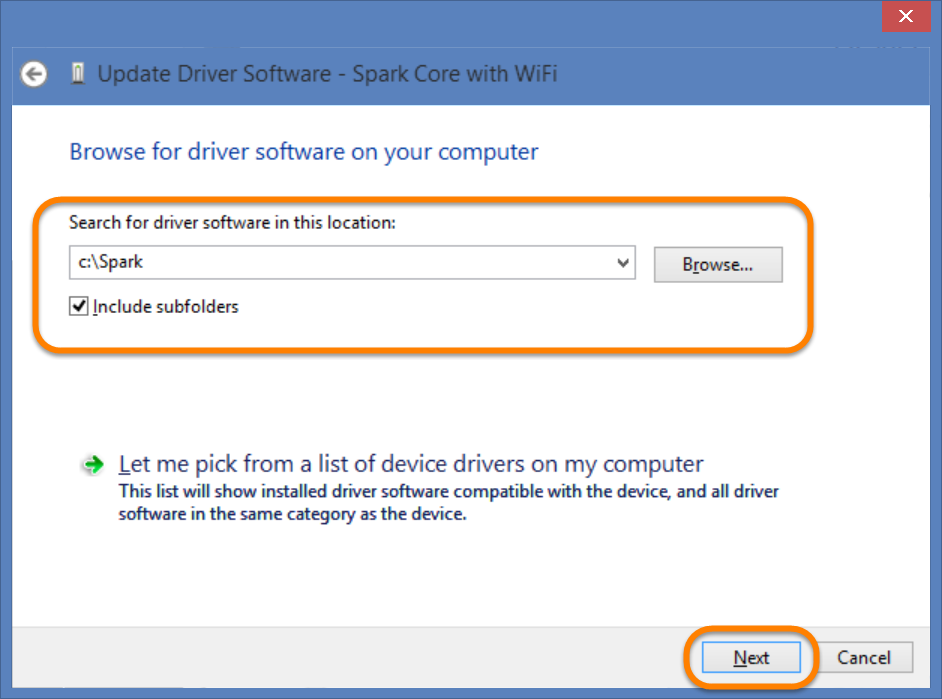 Update Driver Software - Spark Core with WiFi
Browse for driver software on your computer
Search for driver software in this location:
c:\Spark
Browse...
Include subfolders
Let me pick from a list of device drivers on my computer
This list will show installed driver software compatible with the device, and all driver
software in the same category as the device.
Next
Cancel